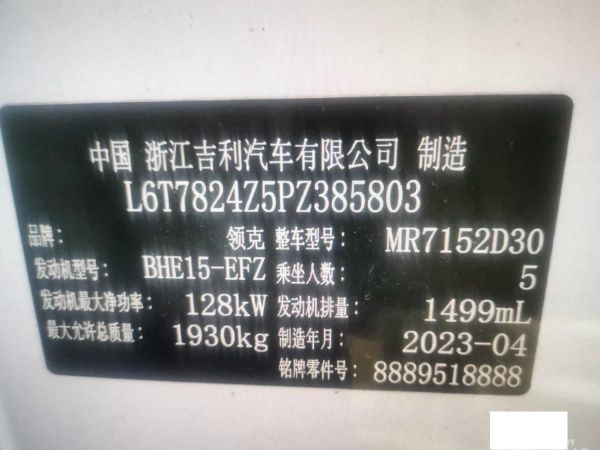 中国 浙江吉利汽车有限公司 制造
L6T7824Z5PZ385803
品牌: 领克 整车型号: MR7152D30
发动机型号: BHE15-EFZ 乘坐人数: 5
发动机最大净功率: 128kW 发动机排量: 1499mL
最大允许总质量: 1930kg 制造年月: 2023-04
铭牌零件号: 8889518888